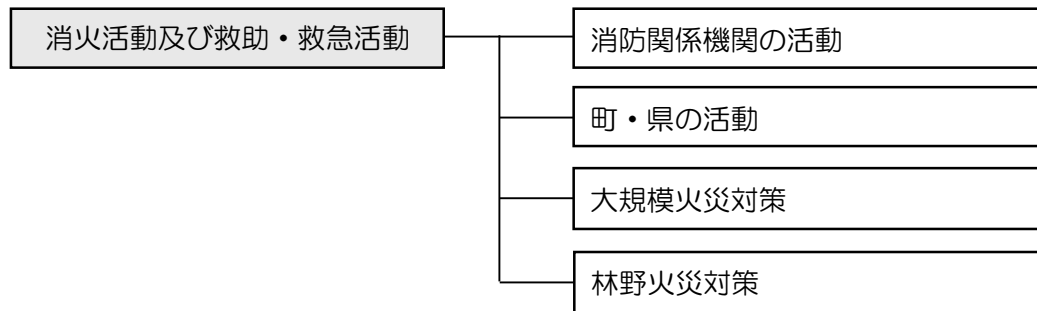 消火活動及び救助・救急活動
消防関係機関の活動
町・県の活動
大規模火災対策
林野火災対策